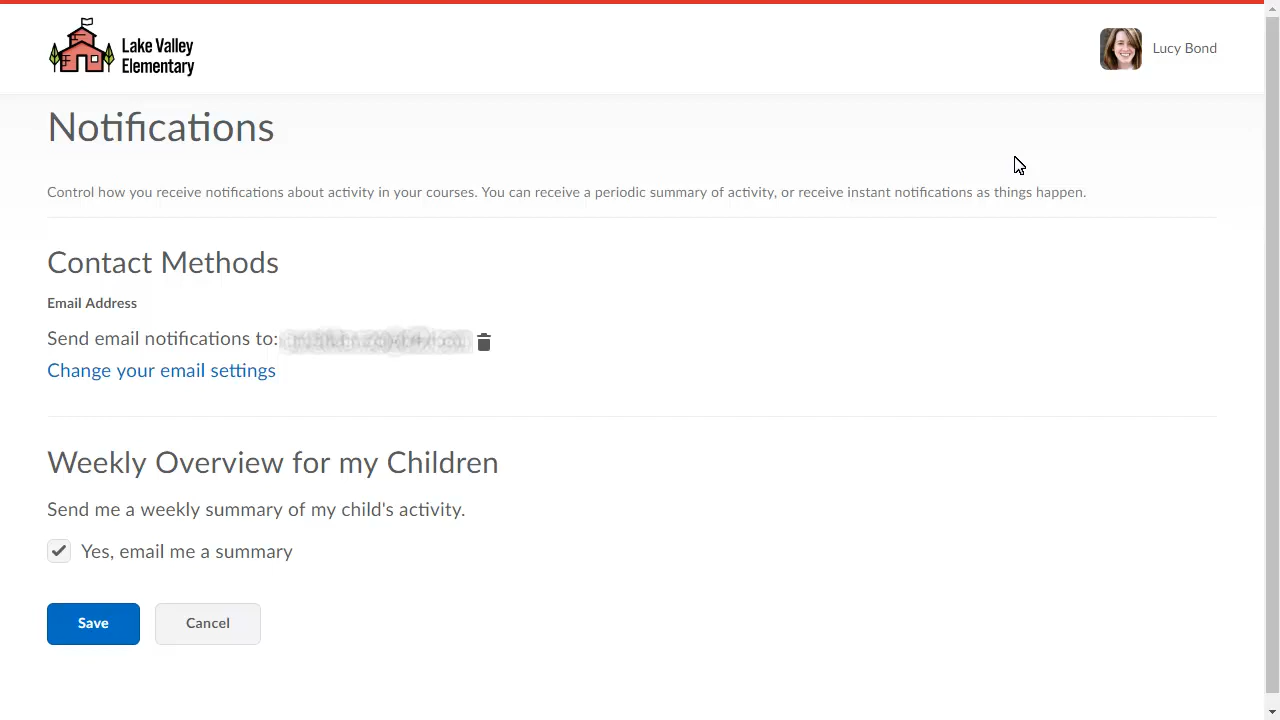 Lake Valley
Elementary
Lucy Bond
Notifications
Control how you receive notifications about activity in your courses. You can receive a periodic summary of activity, or receive instant notifications as things happen.
Contact Methods
Email Address
Send email notifications to:
Change your email settings
Weekly Overview for my Children
Send me a weekly summary of my child's activity.
Yes, email me a summary
Save
Cancel